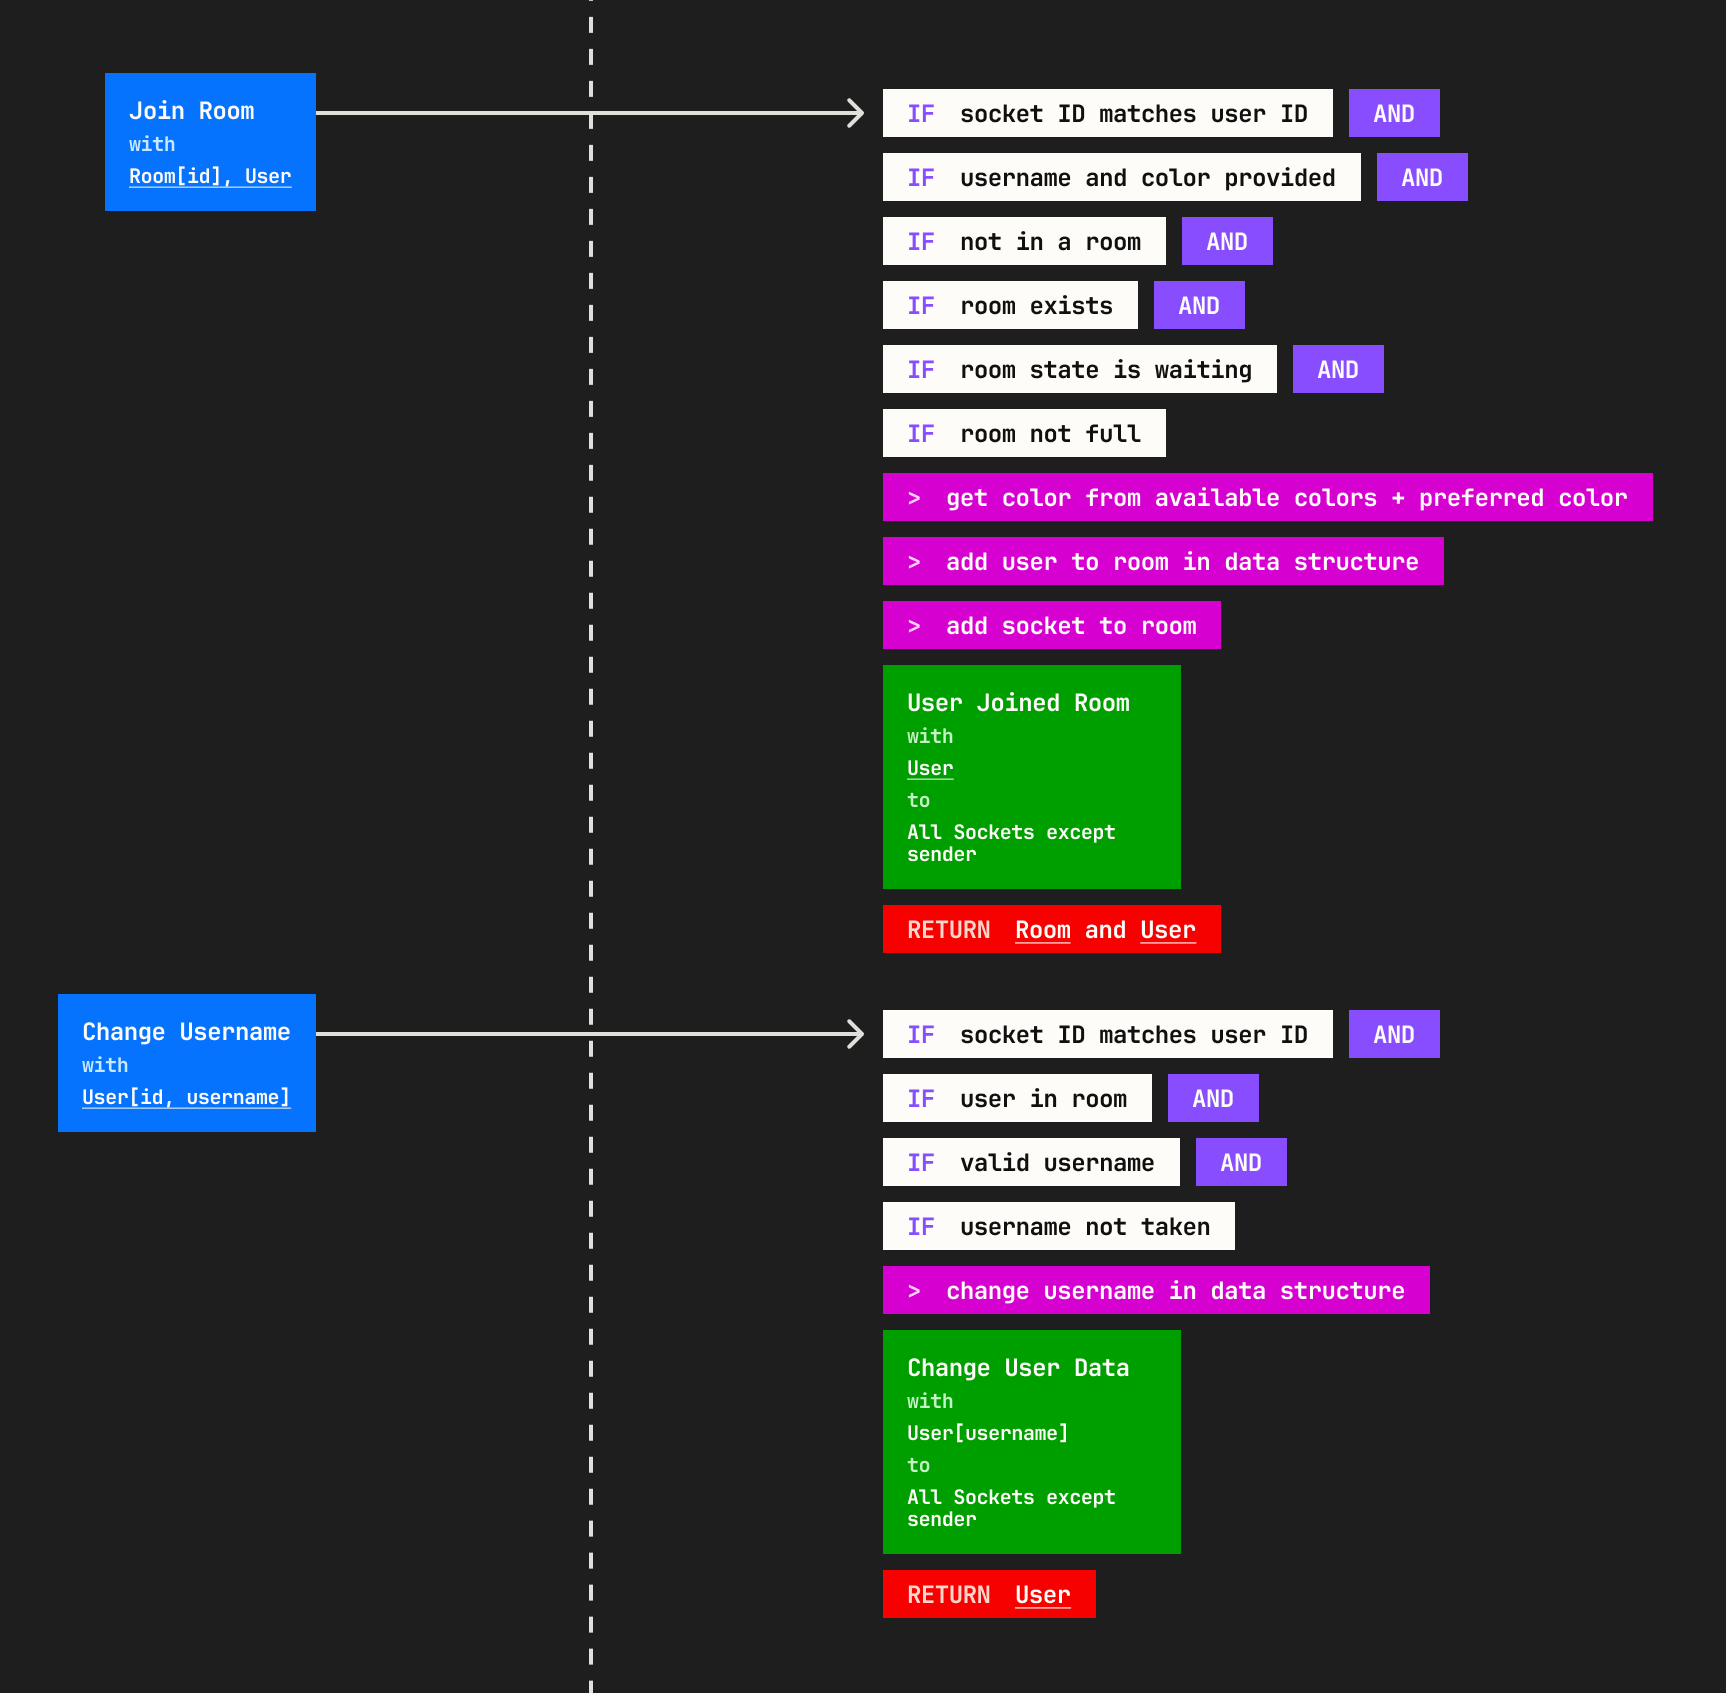 Join Room
with
Room[id], User
IF socket ID matches user ID AND
IF username and color provided AND
IF not in a room AND
IF room exists AND
IF room state is waiting AND
IF room not full
> get color from available colors + preferred color
> add user to room in data structure
> add socket to room
User Joined Room
with
User
to
All Sockets except
sender
RETURN Room and User
Change Username
with
User[id, username]
IF socket ID matches user ID AND
IF user in room AND
IF valid username AND
IF username not taken
> change username in data structure
Change User Data
with
User[username]
to
All Sockets except
sender
RETURN User